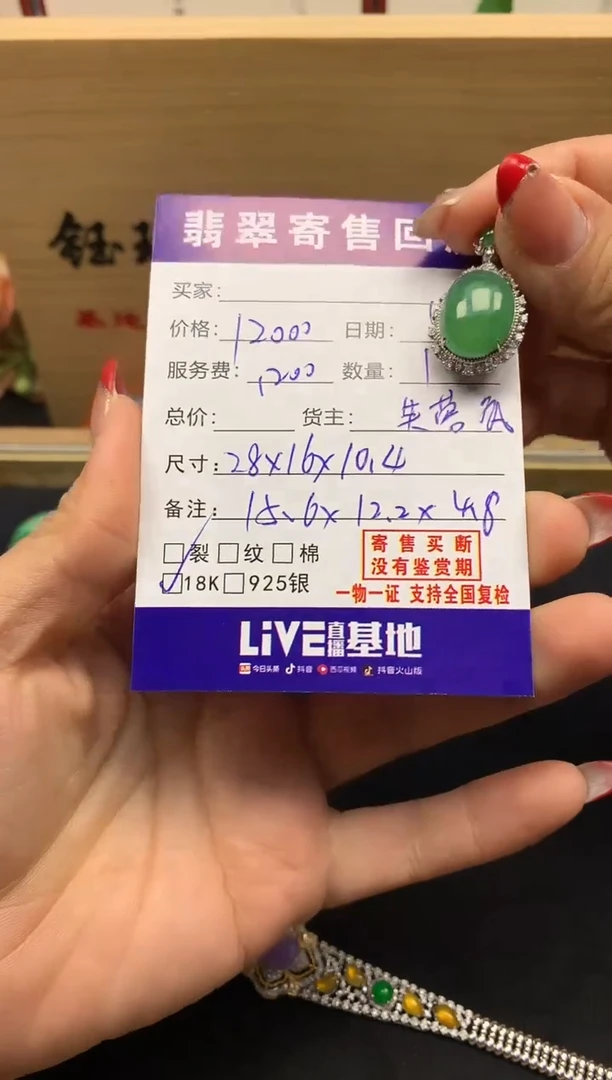 翡翠寄售回
买家:
价格: 12000 日期:
服务费: 1200 数量: 1
总价: 货主:
尺寸: 28x16x10.4
备注: 15.6x12.2x4.8
裂 纹 棉
18K 925银
寄售买断
没有鉴赏期
一物一证 支持全国复检
LiVE直播基地
今日头条 抖音 西瓜视频 抖音火山版